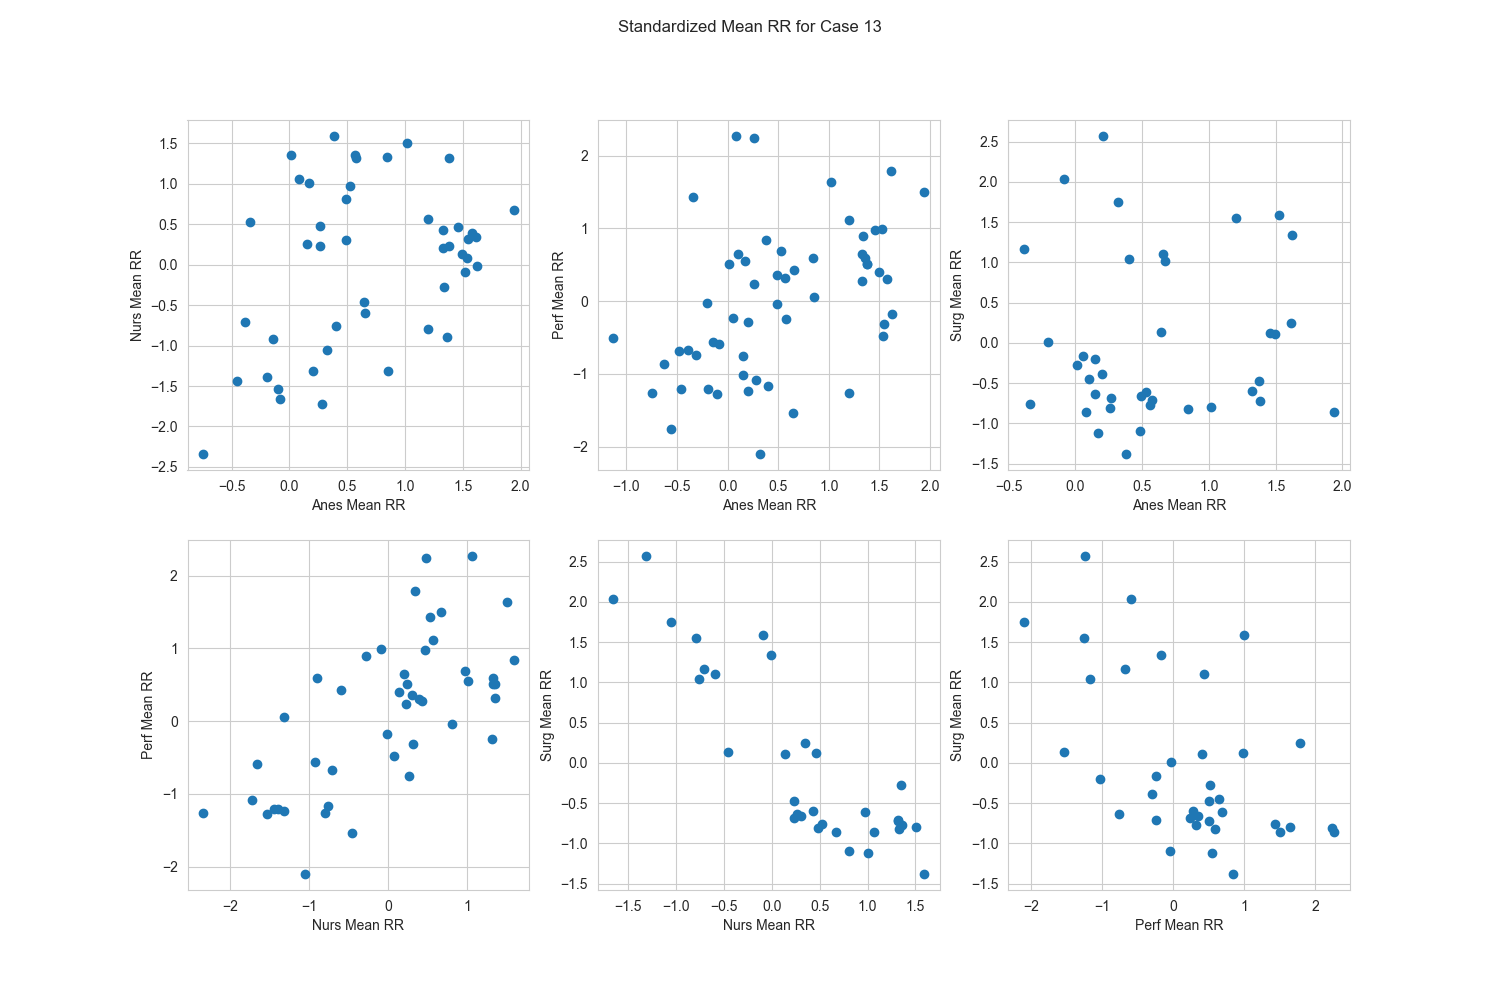 Standardized Mean RR for Case 13
1.5
1.0
0.5
0.0
−0.5
−1.0
−1.5
−2.0
−2.5
Nurs Mean RR
−0.5 0.0 0.5 1.0 1.5 2.0
Anes Mean RR
2
1
0
−1
−2
Perf Mean RR
−1.0 −0.5 0.0 0.5 1.0 1.5 2.0
Anes Mean RR
2.5
2.0
1.5
1.0
0.5
0.0
−0.5
−1.0
−1.5
Surg Mean RR
−0.5 0.0 0.5 1.0 1.5 2.0
Anes Mean RR
2
1
0
−1
−2
Perf Mean RR
−2 −1 0 1
Nurs Mean RR
2.5
2.0
1.5
1.0
0.5
0.0
−0.5
−1.0
−1.5
Surg Mean RR
−1.5 −1.0 −0.5 0.0 0.5 1.0 1.5
Nurs Mean RR
2.5
2.0
1.5
1.0
0.5
0.0
−0.5
−1.0
−1.5
Surg Mean RR
−2 −1 0 1 2
Perf Mean RR